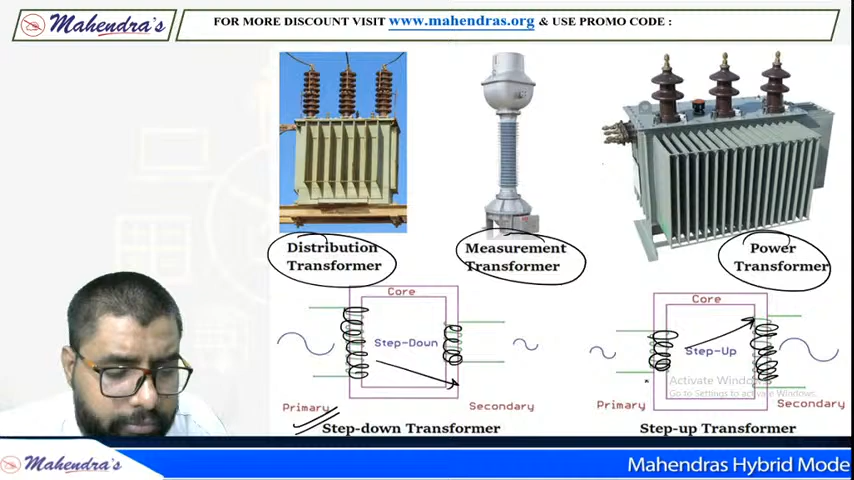 Mahendra's
FOR MORE DISCOUNT VISIT www.mahendras.org & USE PROMO CODE :
Distribution
Transformer
Measurement
Transformer
Power
Transformer
Core
Step-Down
Primary
Secondary
Step-down Transformer
Core
Step-Up
Activate Windows
Go to Settings to activate Windows.
Primary
Secondary
Step-up Transformer
Mahendra's
Mahendras Hybrid Mode